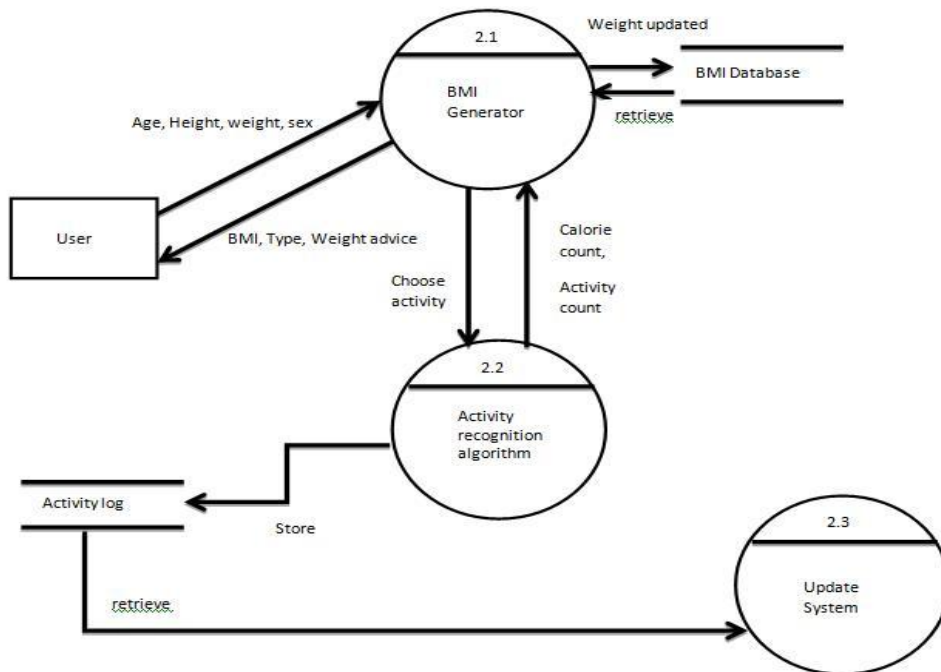 2.1
BMI
Generator
Weight updated
BMI Database
retrieve
Age, Height, weight, sex
User
BMI, Type, Weight advice
Choose
activity
Calorie
count,
Activity
count
2.2
Activity
recognition
algorithm
Activity log
Store
retrieve
2.3
Update
System